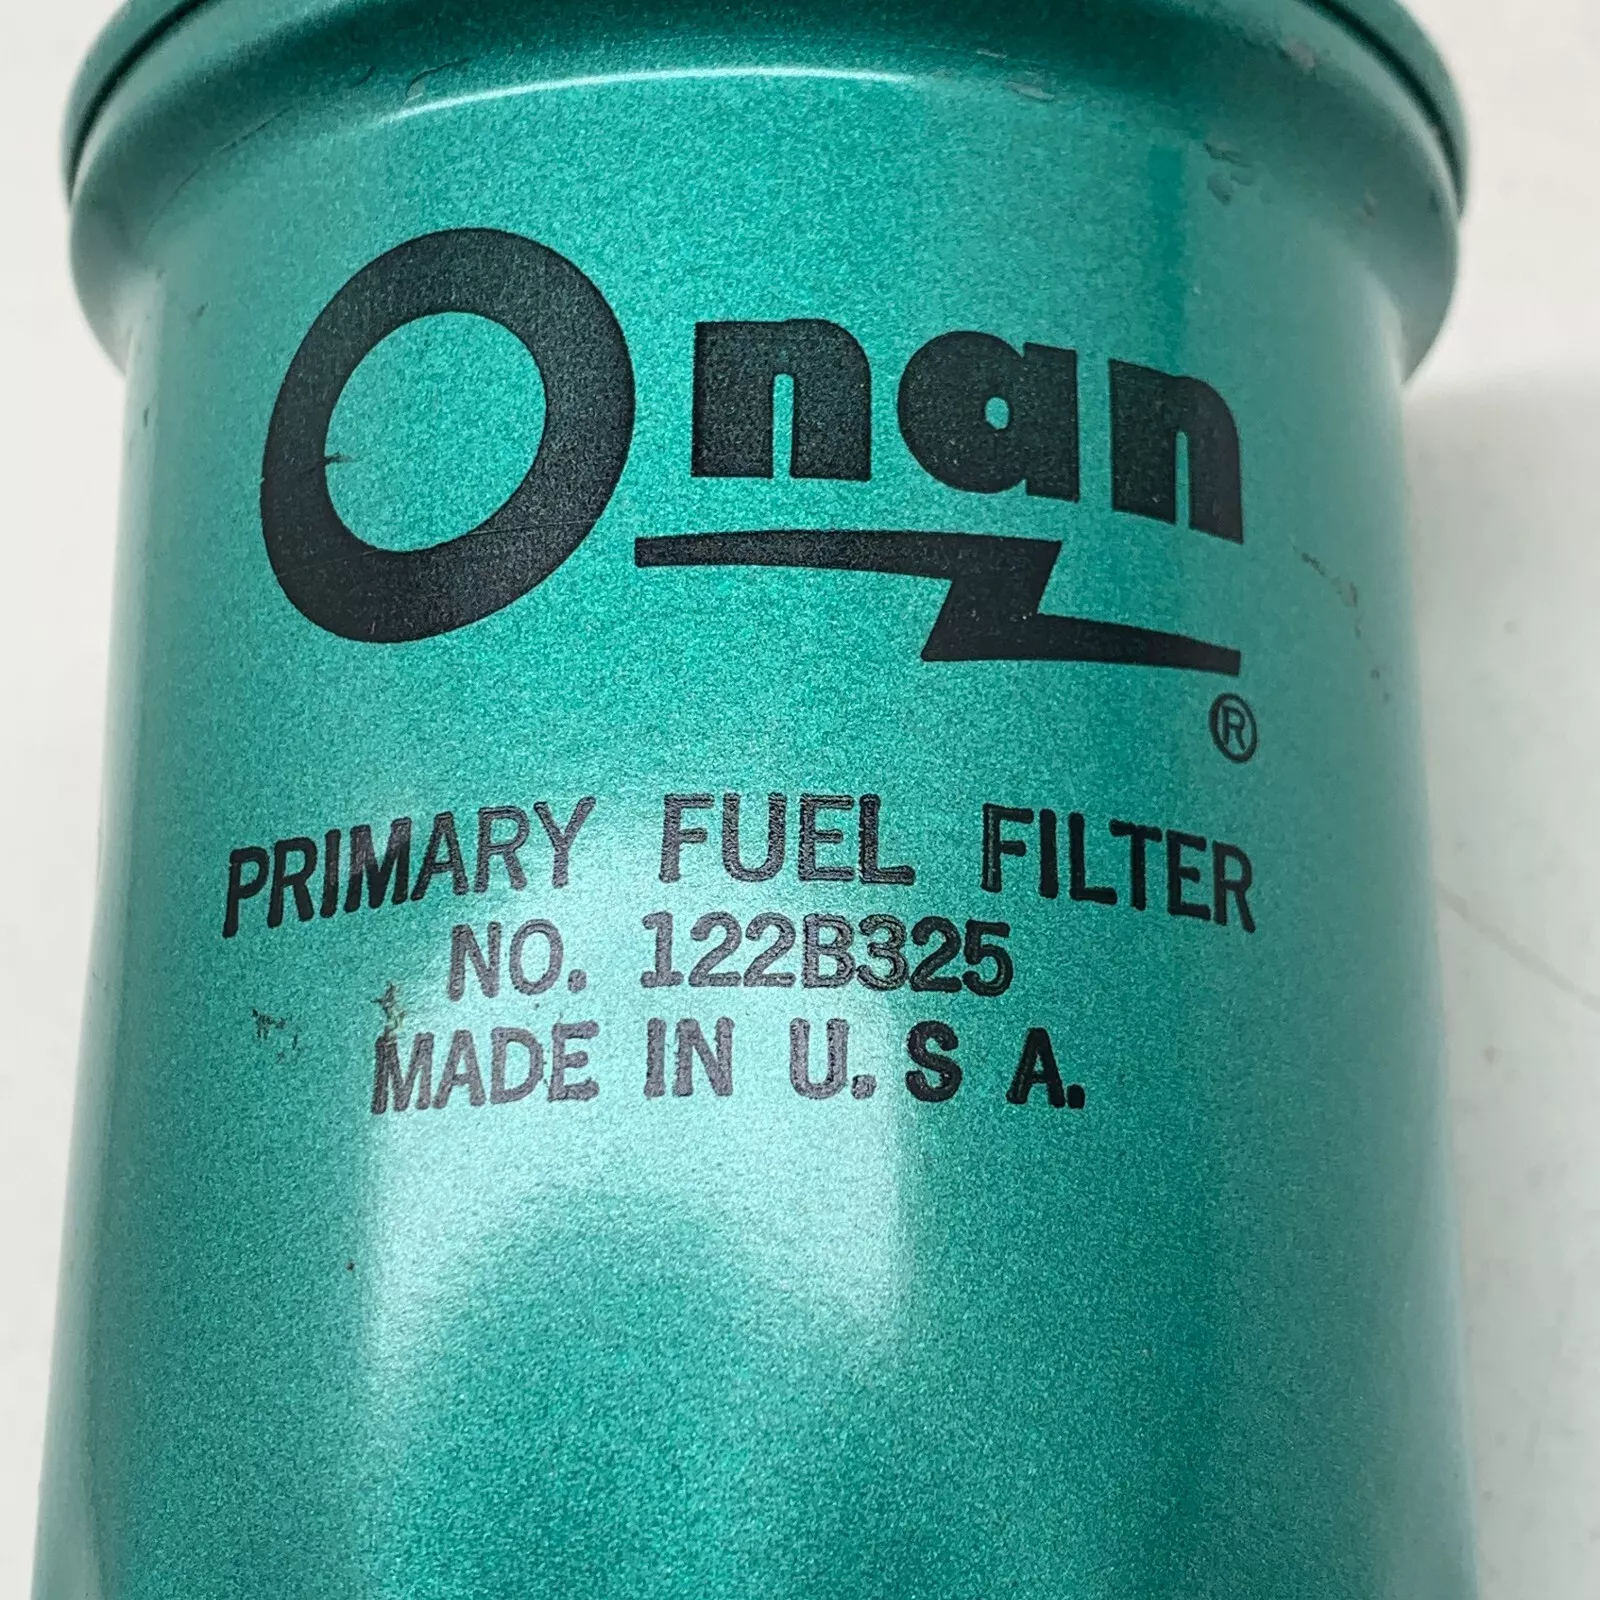 Onan
®
PRIMARY FUEL FILTER
NO. 122B325
MADE IN U.S A.